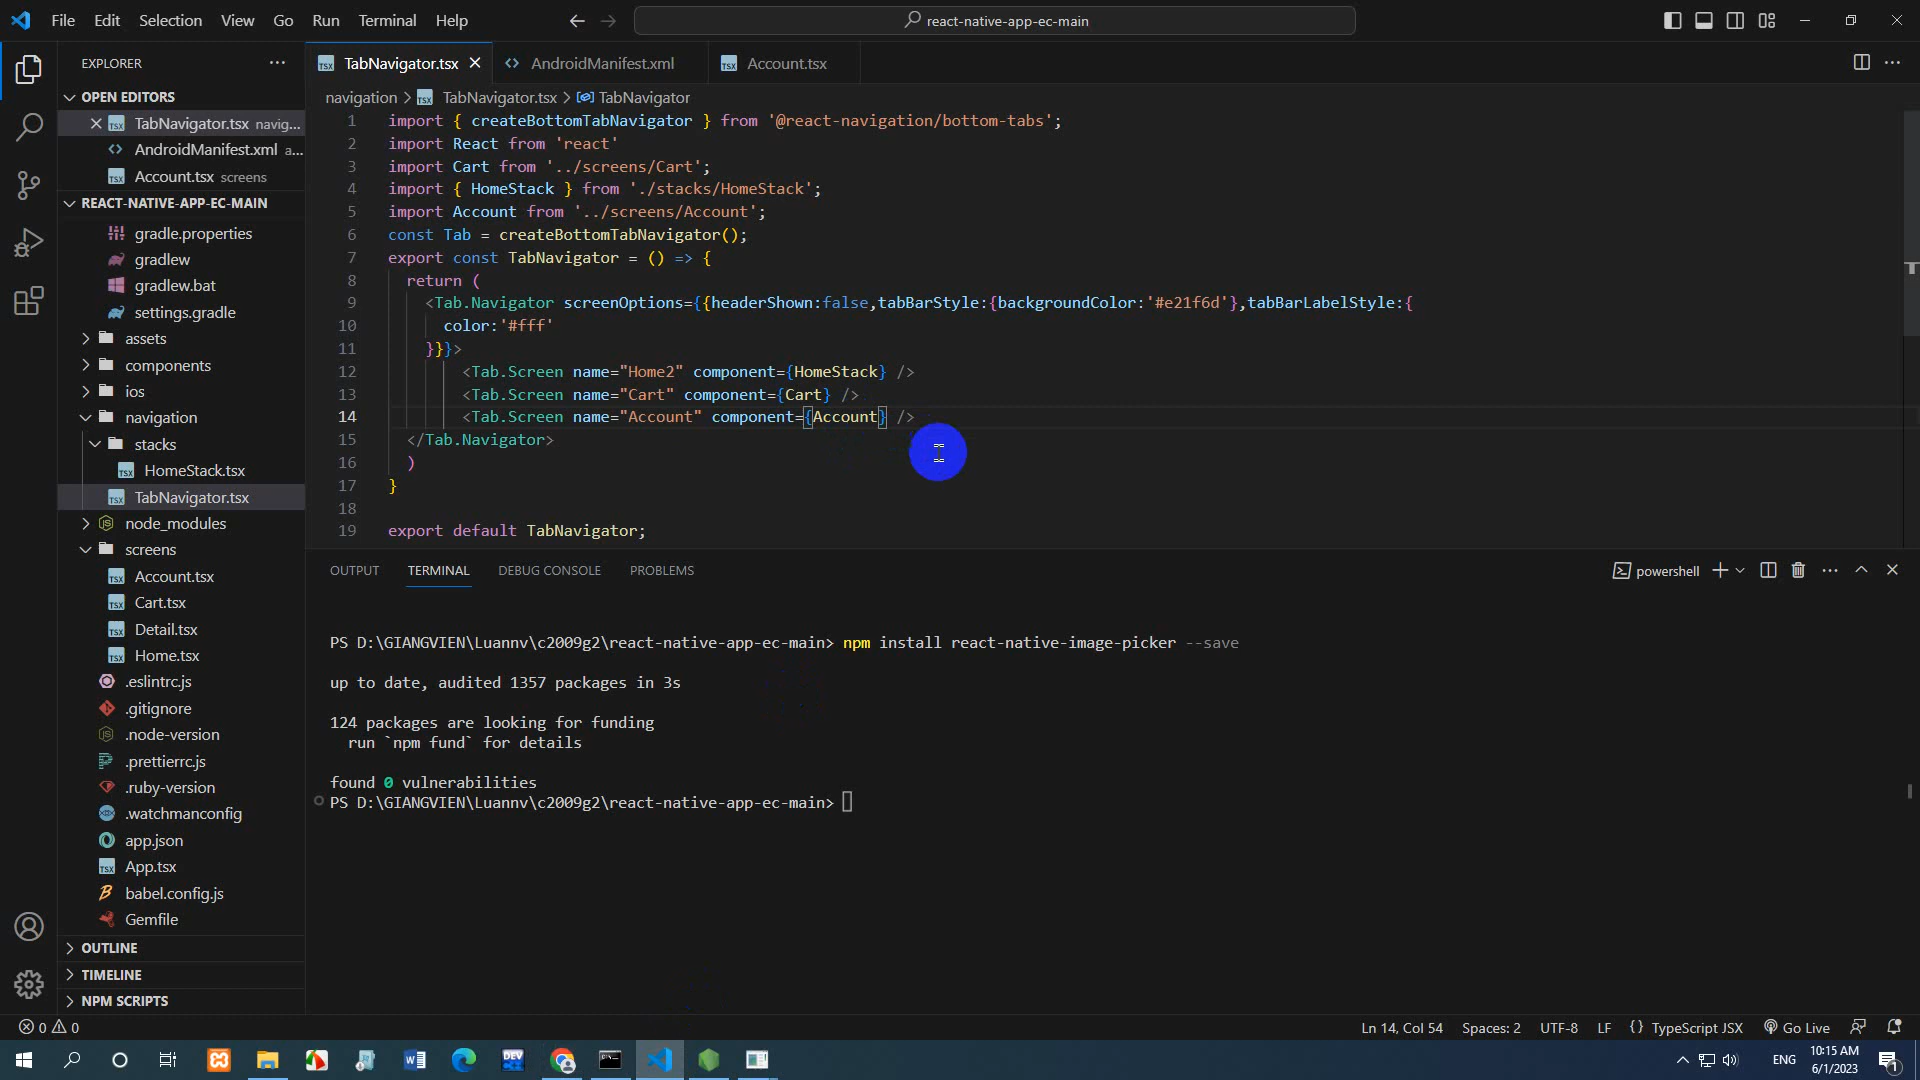 File Edit Selection View Go Run Terminal Help
react-native-app-ec-main
EXPLORER
OPEN EDITORS
TabNavigator.tsx navig...
AndroidManifest.xml a...
Account.tsx screens
REACT-NATIVE-APP-EC-MAIN
gradle.properties
gradlew
gradlew.bat
settings.gradle
assets
components
ios
navigation
stacks
HomeStack.tsx
TabNavigator.tsx
node_modules
screens
Account.tsx
Cart.tsx
Detail.tsx
Home.tsx
.eslintrc.js
.gitignore
.node-version
.prettierrc.js
.ruby-version
.watchmanconfig
app.json
App.tsx
babel.config.js
Gemfile
OUTLINE
TIMELINE
NPM SCRIPTS
TabNavigator.tsx AndroidManifest.xml Account.tsx
navigation > TabNavigator.tsx > TabNavigator
1 import { createBottomTabNavigator } from '@react-navigation/bottom-tabs';
2 import React from 'react'
3 import Cart from '../screens/Cart';
4 import { HomeStack } from './stacks/HomeStack';
5 import Account from '../screens/Account';
6 const Tab = createBottomTabNavigator();
7 export const TabNavigator = () => {
8 return (
9 <Tab.Navigator screenOptions={{headerShown:false,tabBarStyle:{backgroundColor:'#e21f6d'},tabBarLabelStyle:{
10 color:'#fff'
11 }}}>
12 <Tab.Screen name="Home2" component={HomeStack} />
13 <Tab.Screen name="Cart" component={Cart} />
14 <Tab.Screen name="Account" component={Account} />
15 </Tab.Navigator>
16 )
17 }
18
19 export default TabNavigator;
OUTPUT TERMINAL DEBUG CONSOLE PROBLEMS
powershell
PS D:\GIANGVIEN\Luannv\c2009g2\react-native-app-ec-main> npm install react-native-image-picker --save
up to date, audited 1357 packages in 3s
124 packages are looking for funding
run `npm fund` for details
found 0 vulnerabilities
PS D:\GIANGVIEN\Luannv\c2009g2\react-native-app-ec-main>
0 0
Ln 14, Col 54 Spaces: 2 UTF-8 LF {} TypeScript JSX Go Live
DEV
ENG
10:15 AM
6/1/2023
1